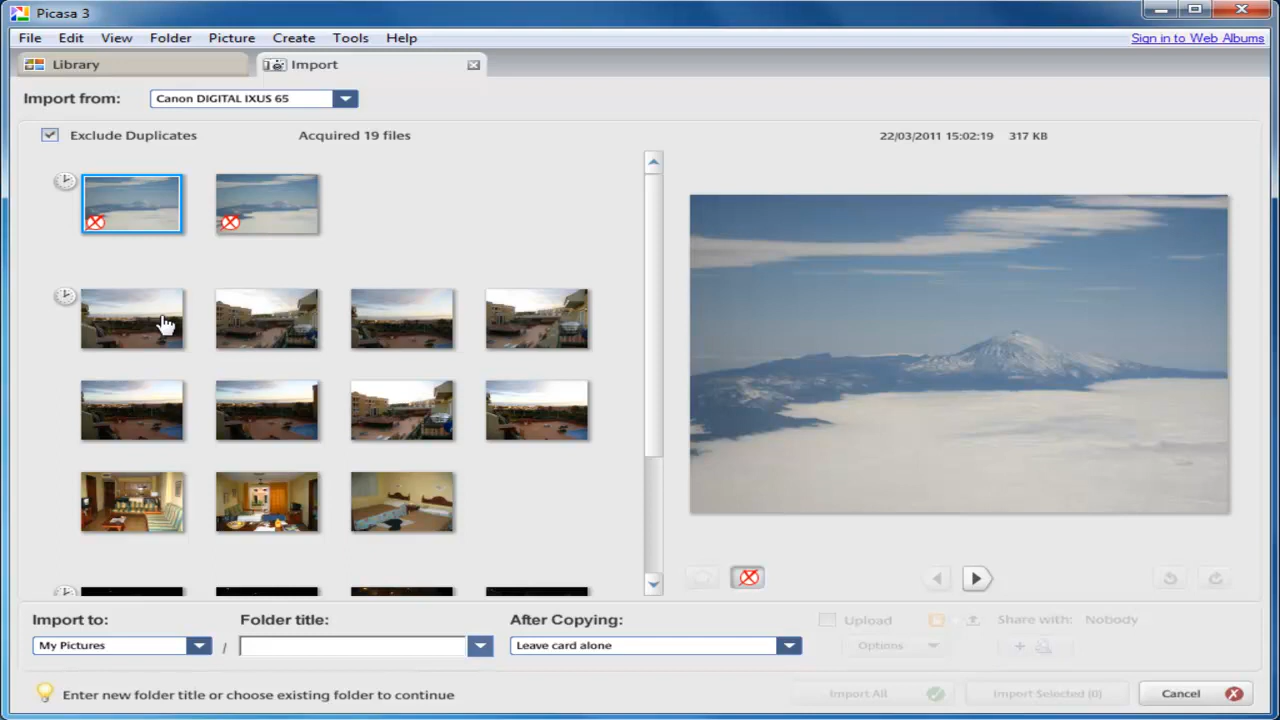 Picasa 3
File Edit View Folder Picture Create Tools Help Sign in to Web Albums
Library Import
Import from: Canon DIGITAL IXUS 65
Exclude Duplicates Acquired 19 files 22/03/2011 15:02:19 317 KB
Import to: Folder title: After Copying: Upload Share with: Nobody
My Pictures / Leave card alone Options
Enter new folder title or choose existing folder to continue Import All Import Selected (0) Cancel